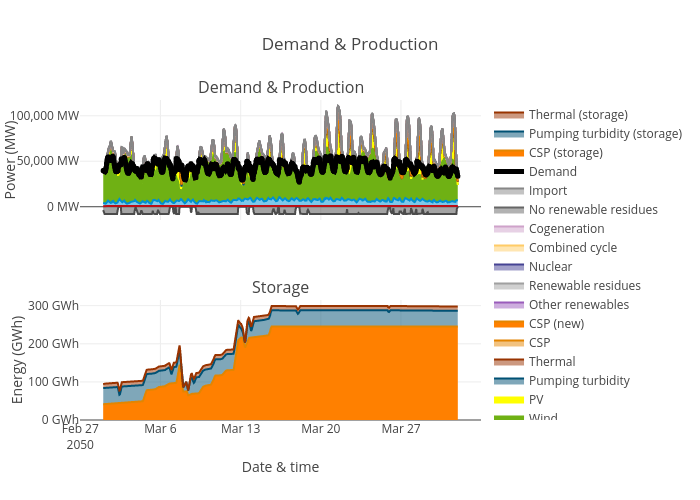 Demand & Production
Demand & Production
Power (MW)
100,000 MW
50,000 MW
0 MW
Storage
Energy (GWh)
300 GWh
200 GWh
100 GWh
0 GWh
Feb 27
2050
Mar 6
Mar 13
Mar 20
Mar 27
Date & time
Thermal (storage)
Pumping turbidity (storage)
CSP (storage)
Demand
Import
No renewable residues
Cogeneration
Combined cycle
Nuclear
Renewable residues
Other renewables
CSP (new)
CSP
Thermal
Pumping turbidity
PV
Wind